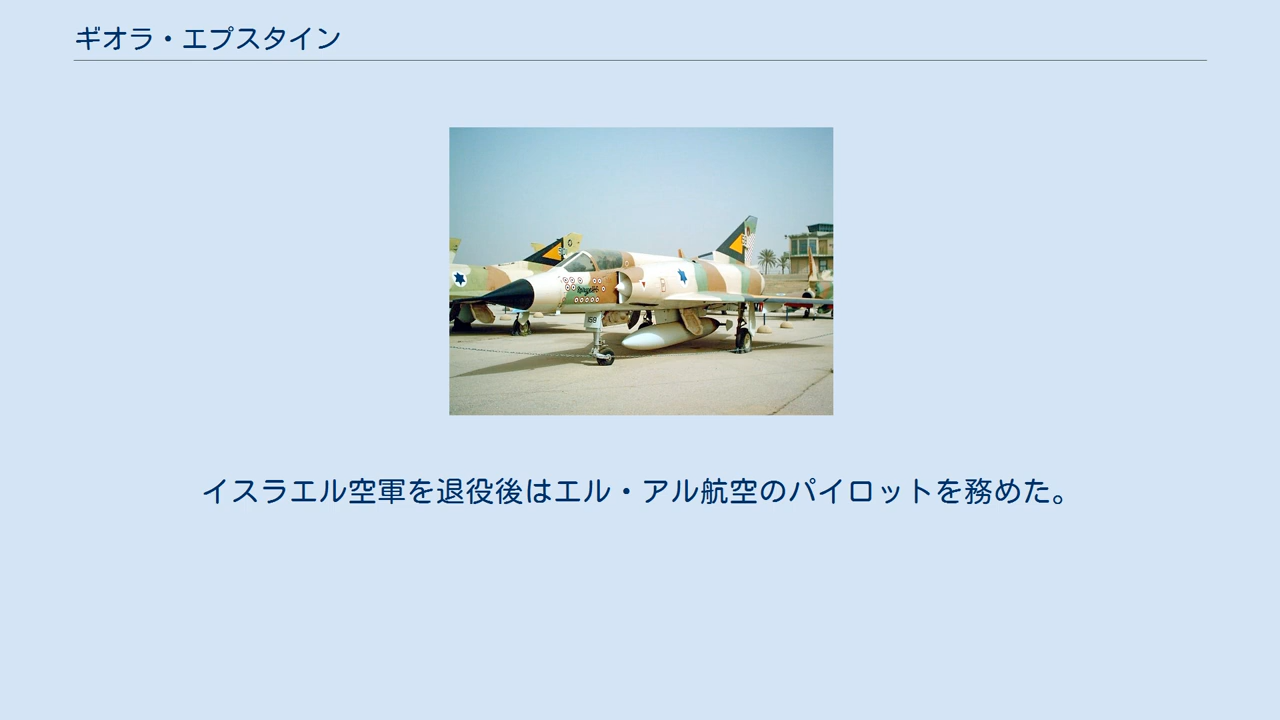 ギオラ・エプスタイン
159
イスラエル空軍を退役後はエル・アル航空のパイロットを務めた。